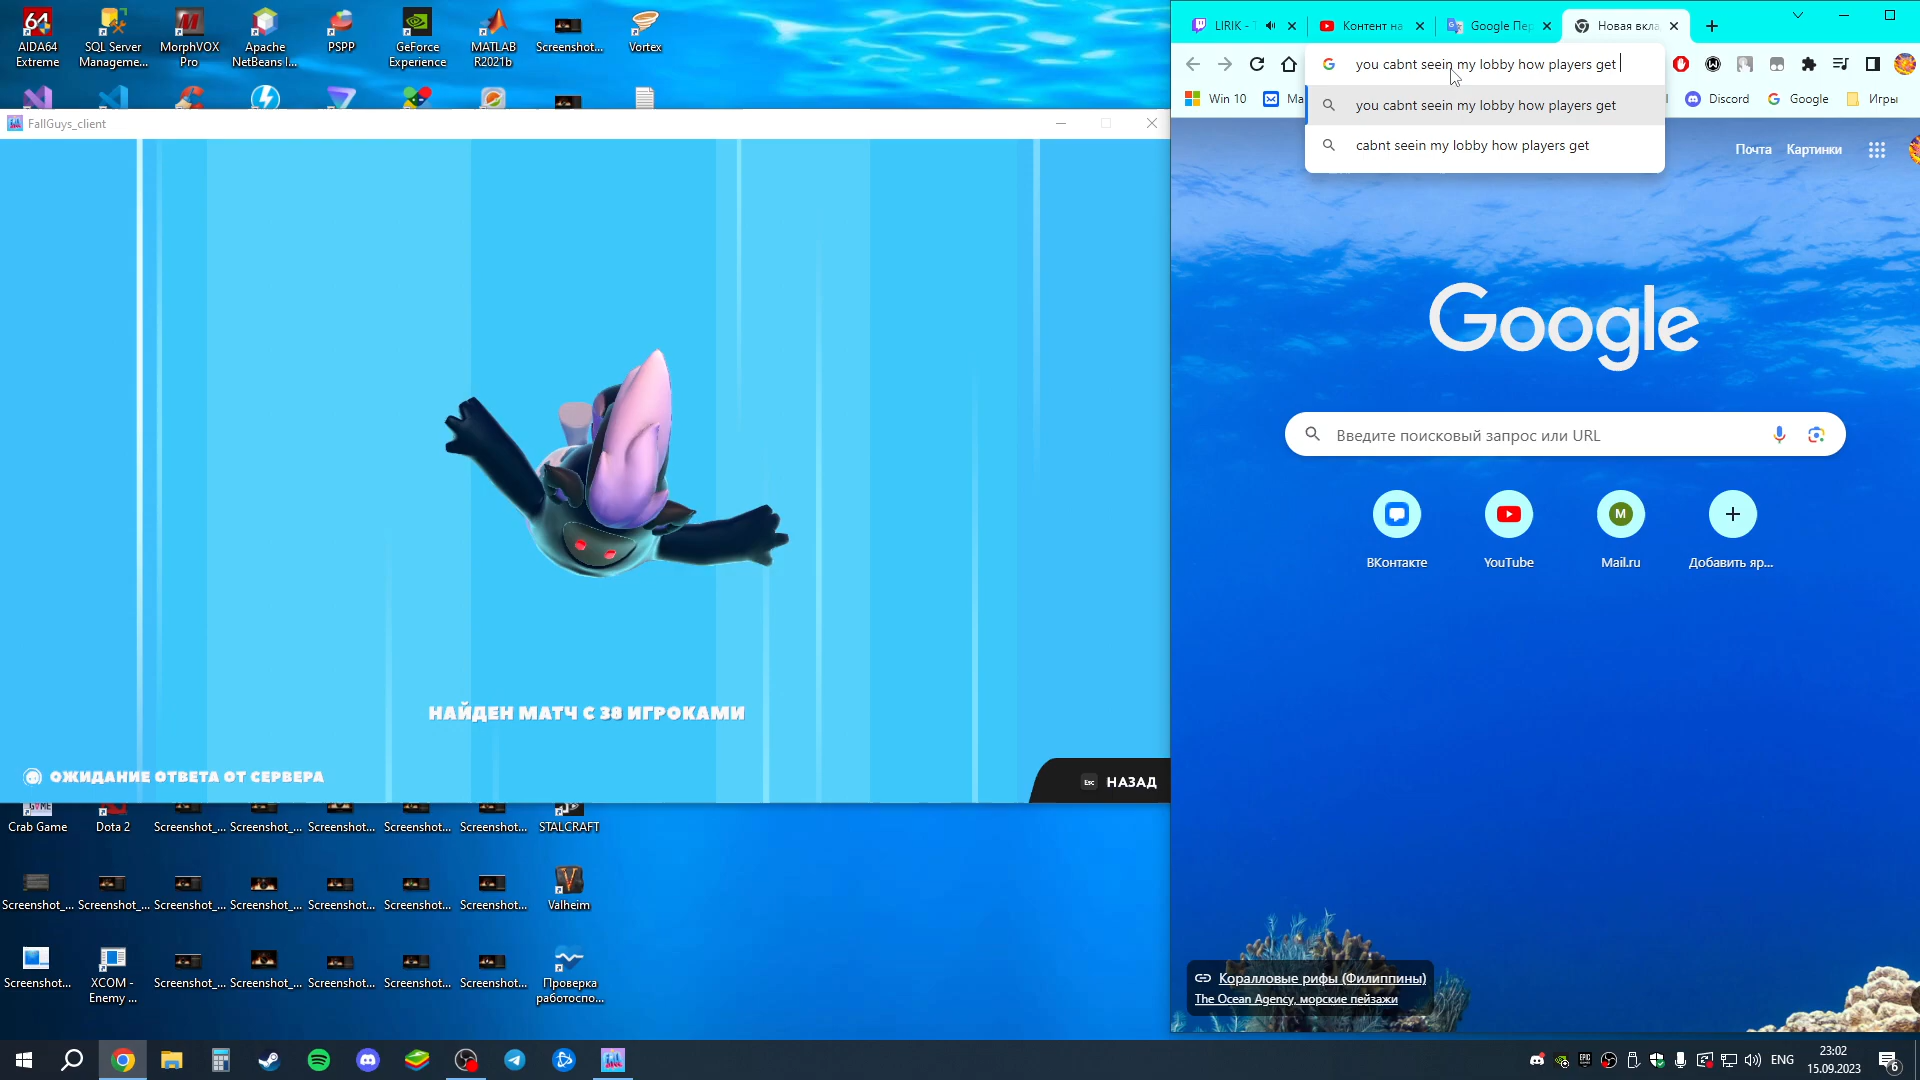 AIDA64 Extreme
SQL Server Manageme...
MorphVOX Pro
Apache NetBeans I...
PSPP
GeForce Experience
MATLAB R2021b
Screenshot...
Vortex
FallGuys_client
НАЙДЕН МАТЧ С 38 ИГРОКАМИ
ОЖИДАНИЕ ОТВЕТА ОТ СЕРВЕРА
Esc НАЗАД
Crab Game
Dota 2
Screenshot_...
Screenshot_...
Screenshot...
Screenshot...
Screenshot...
STALCRAFT
Screenshot_...
Screenshot_...
Screenshot_...
Screenshot_...
Screenshot...
Screenshot...
Screenshot...
Valheim
Screenshot...
XCOM - Enemy ...
Screenshot_...
Screenshot_...
Screenshot...
Screenshot...
Screenshot...
Проверка работоспо...
LIRIK - T
Контент на
Google Пер
Новая вкла
you cabnt seein my lobby how players get
you cabnt seein my lobby how players get
cabnt seein my lobby how players get
Win 10
Ma
Discord
Google
Игры
Почта
Картинки
Google
Введите поисковый запрос или URL
ВКонтакте
YouTube
M
Mail.ru
Добавить яр...
Коралловые рифы (Филиппины)
The Ocean Agency, морские пейзажи
ENG
23:02
15.09.2023
6